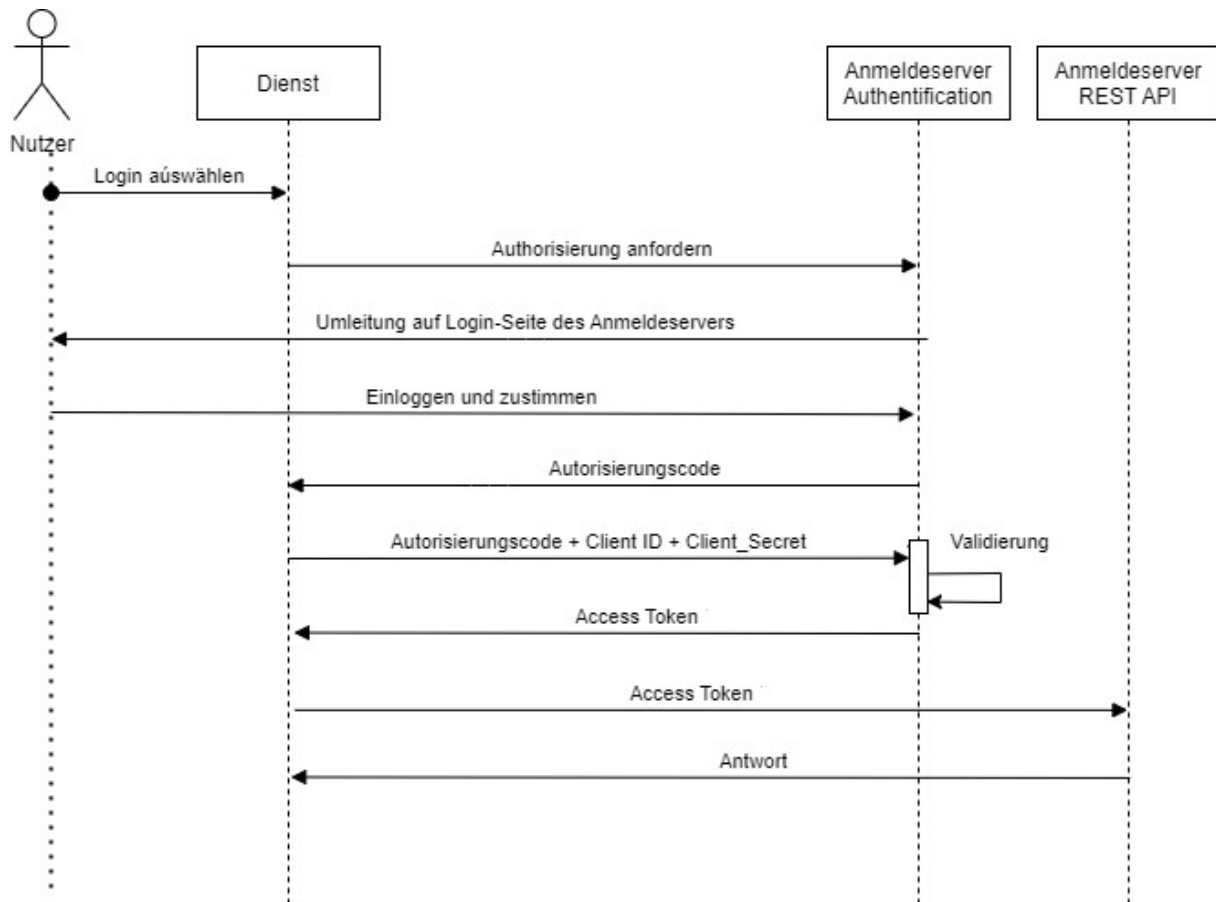 Nutzer
Dienst
Anmeldeserver
Authentification
Anmeldeserver
REST API
Login aúswählen
Authorisierung anfordern
Umleitung auf Login-Seite des Anmeldeservers
Einloggen und zustimmen
Autorisierungscode
Autorisierungscode + Client ID + Client_Secret
Validierung
Access Token
Access Token
Antwort